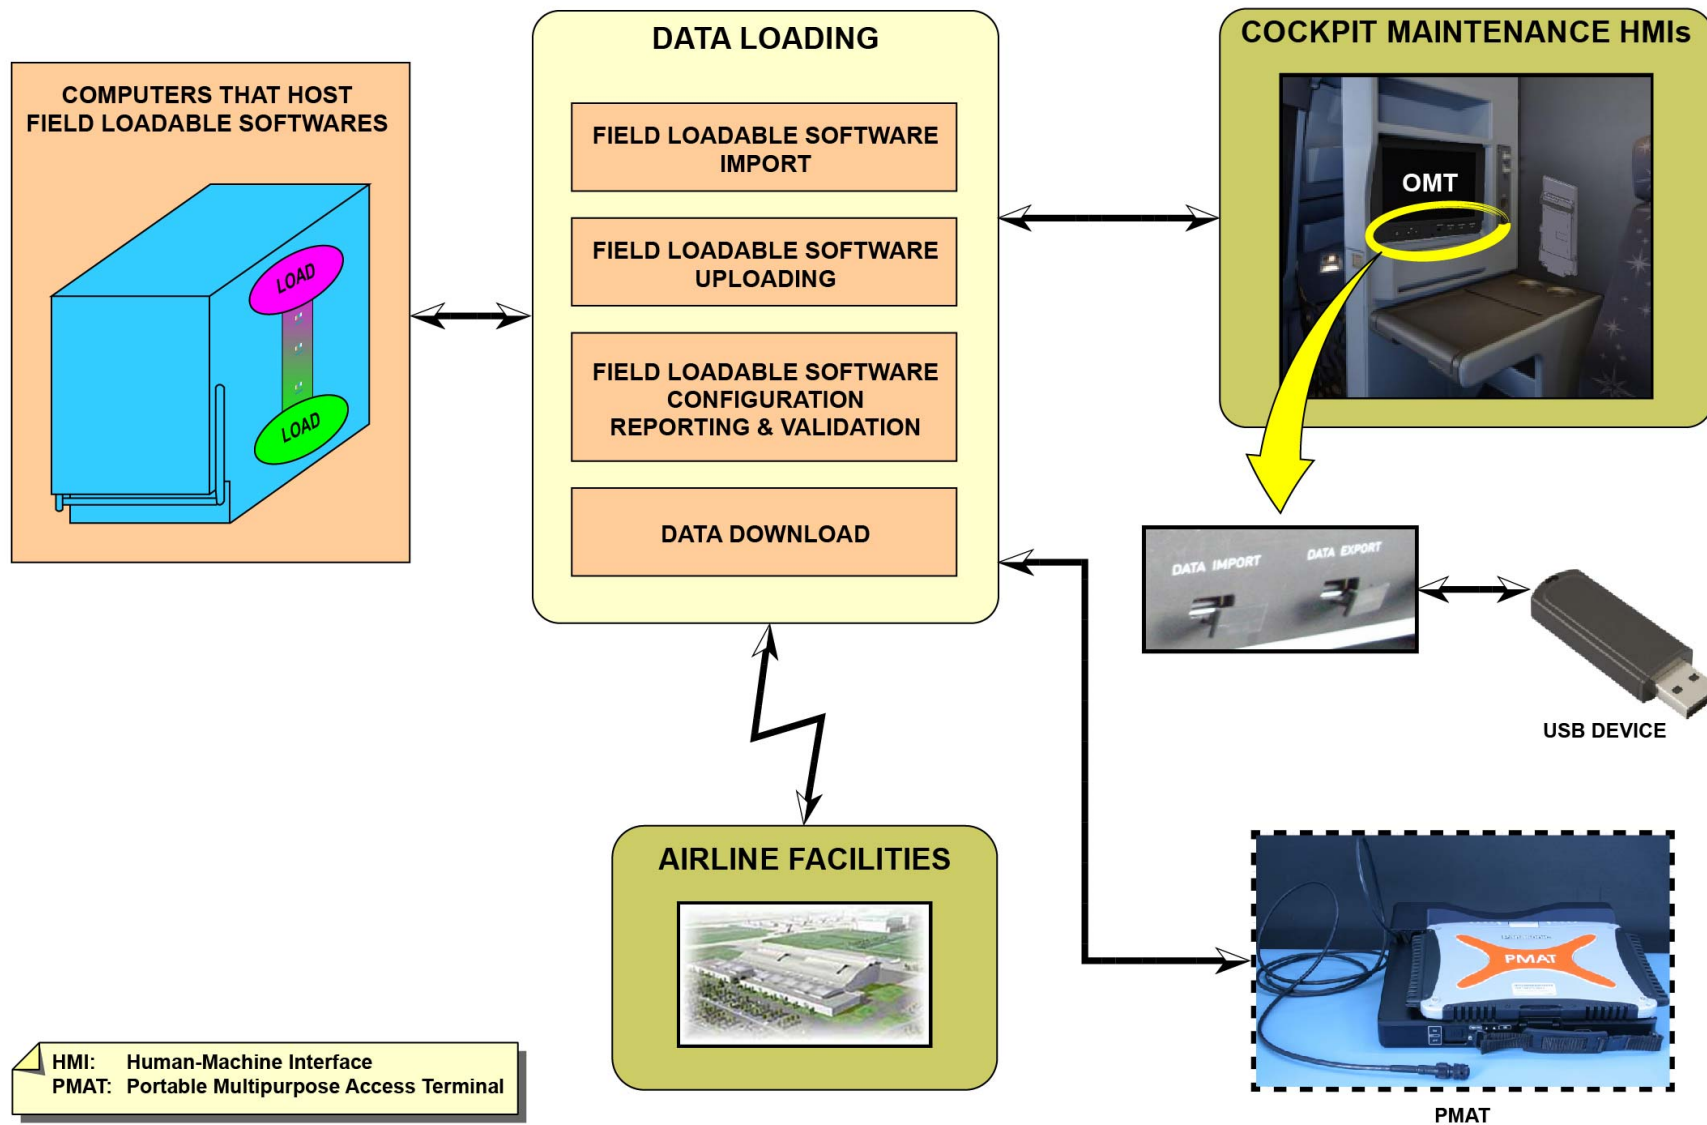 DATA LOADING
COCKPIT MAINTENANCE HMIs
COMPUTERS THAT HOST
FIELD LOADABLE SOFTWARES
LOAD
LOAD
FIELD LOADABLE SOFTWARE
IMPORT
FIELD LOADABLE SOFTWARE
UPLOADING
FIELD LOADABLE SOFTWARE
CONFIGURATION
REPORTING & VALIDATION
DATA DOWNLOAD
OMT
DATA IMPORT
DATA EXPORT
USB DEVICE
AIRLINE FACILITIES
PMAT
PMAT
HMI: Human-Machine Interface
PMAT: Portable Multipurpose Access Terminal